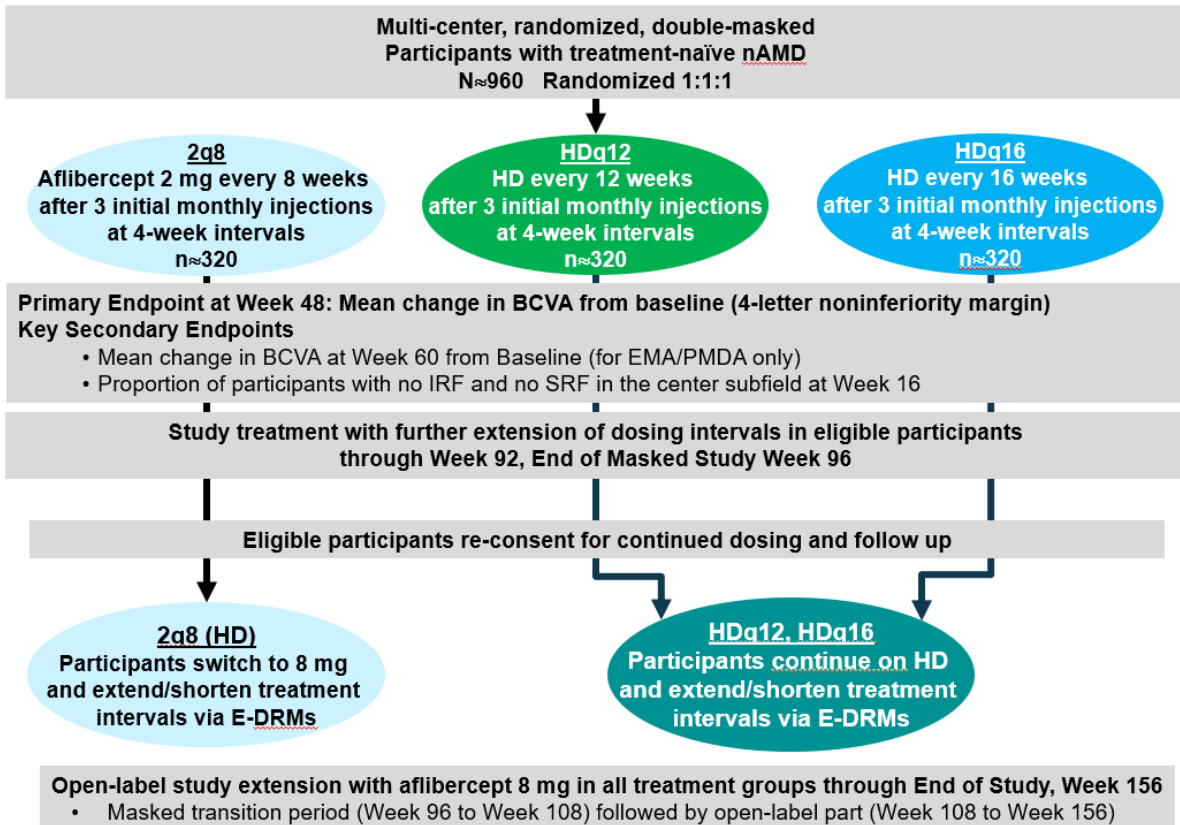 Multi-center, randomized, double-masked
Participants with treatment-naïve nAMD
N≈960 Randomized 1:1:1
2q8
Aflibercept 2 mg every 8 weeks
after 3 initial monthly injections
at 4-week intervals
n≈320
HDq12
HD every 12 weeks
after 3 initial monthly injections
at 4-week intervals
n≈320
HDq16
HD every 16 weeks
after 3 initial monthly injections
at 4-week intervals
n≈320
Primary Endpoint at Week 48: Mean change in BCVA from baseline (4-letter noninferiority margin)
Key Secondary Endpoints
• Mean change in BCVA at Week 60 from Baseline (for EMA/PMDA only)
• Proportion of participants with no IRF and no SRF in the center subfield at Week 16
Study treatment with further extension of dosing intervals in eligible participants
through Week 92, End of Masked Study Week 96
Eligible participants re-consent for continued dosing and follow up
2q8 (HD)
Participants switch to 8 mg
and extend/shorten treatment
intervals via E-DRMs
HDq12, HDq16
Participants continue on HD
and extend/shorten treatment
intervals via E-DRMs
Open-label study extension with aflibercept 8 mg in all treatment groups through End of Study, Week 156
• Masked transition period (Week 96 to Week 108) followed by open-label part (Week 108 to Week 156)